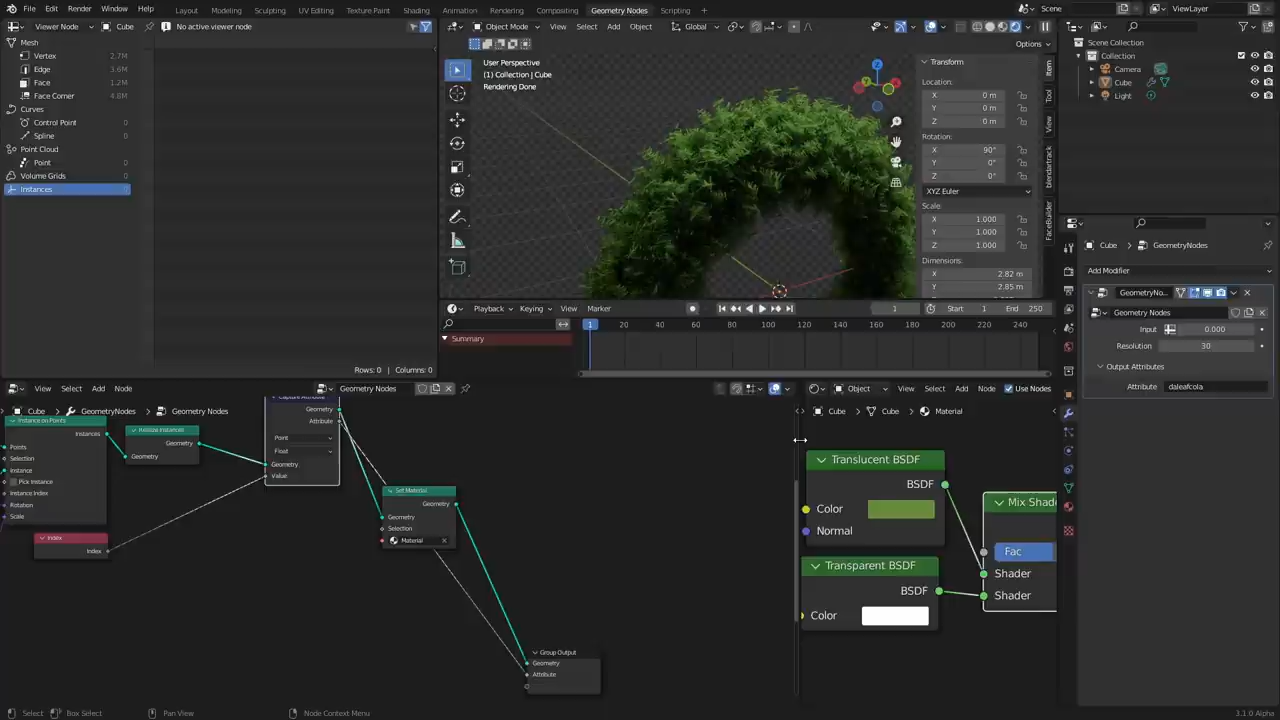 File Edit Render Window Help Layout Modeling Sculpting UV Editing Texture Paint Shading Animation Rendering Compositing Geometry Nodes Scripting Scene ViewLayer
Viewer Node Cube No active viewer node
Mesh
Vertex 2.7M
Edge 3.6M
Face 1.2M
Face Corner 4.8M
Curves
Control Point 0
Spline 0
Point Cloud
Point 0
Volume Grids
Instances 0
Rows: 0 | Columns: 0
Object Mode View Select Add Object Global
Options
User Perspective
(1) Collection | Cube
Rendering Done
Z
Y
Transform
Location:
X 0 m
Y 0 m
Z 0 m
Rotation:
X 90°
Y 0°
Z 0°
XYZ Euler
Scale:
X 1.000
Y 1.000
Z 1.000
Dimensions:
X 2.82 m
Y 2.85 m
Item
Tool
View
blendartrack
FaceBuilder
Playback Keying View Marker 1 Start 1 End 250
1 20 40 60 80 100 120 140 160 180 200 220 240
Summary
Scene Collection
Collection
Camera
Cube
Light
Cube GeometryNodes
Add Modifier
GeometryNo...
Geometry Nodes
Input 0.000
Resolution 30
Output Attributes
Attribute daleafcola
View Select Add Node Geometry Nodes
Cube GeometryNodes Geometry Nodes
Instance on Points
Instances
Points
Selection
Instance
Pick Instance
Instance Index
Rotation
Scale
Realize Instances
Geometry
Geometry
Index
Index
Capture Attribute
Geometry
Attribute
Point
Float
Geometry
Value
Set Material
Geometry
Geometry
Selection
Material
Group Output
Geometry
Attribute
Object View Select Add Node Use Nodes
Cube Cube Material
Translucent BSDF
BSDF
Color
Normal
Transparent BSDF
BSDF
Color
Mix Shade
Fac
Shader
Shader
Select Box Select Pan View Node Context Menu 3.1.0 Alpha